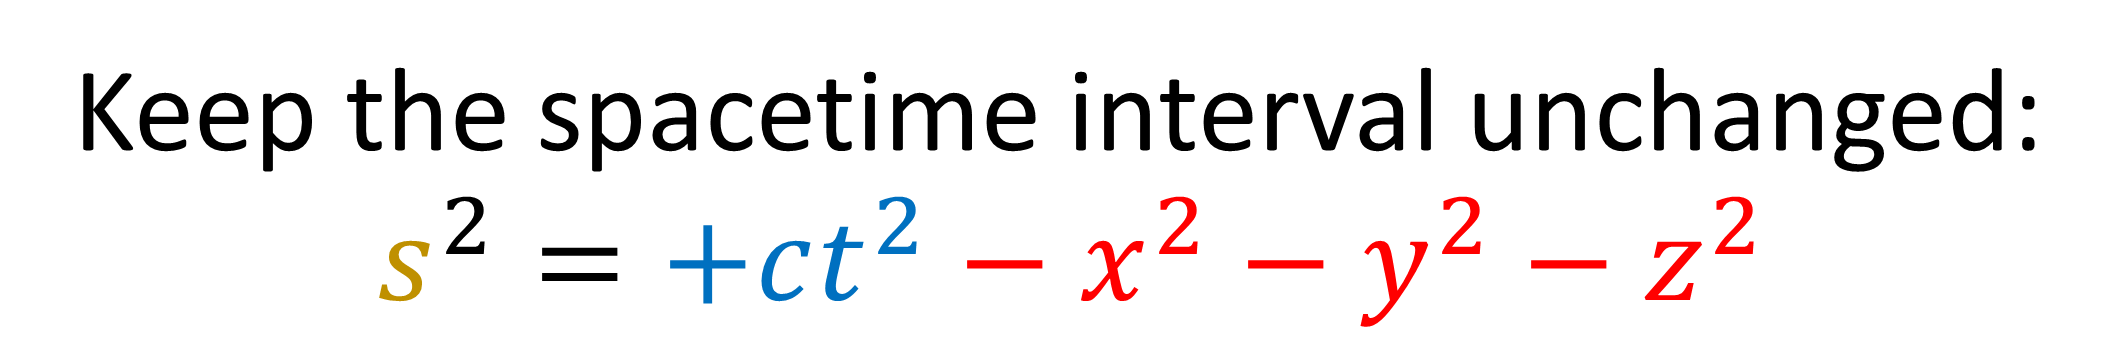 Keep the spacetime interval unchanged:
s² = +ct² − x² − y² − z²